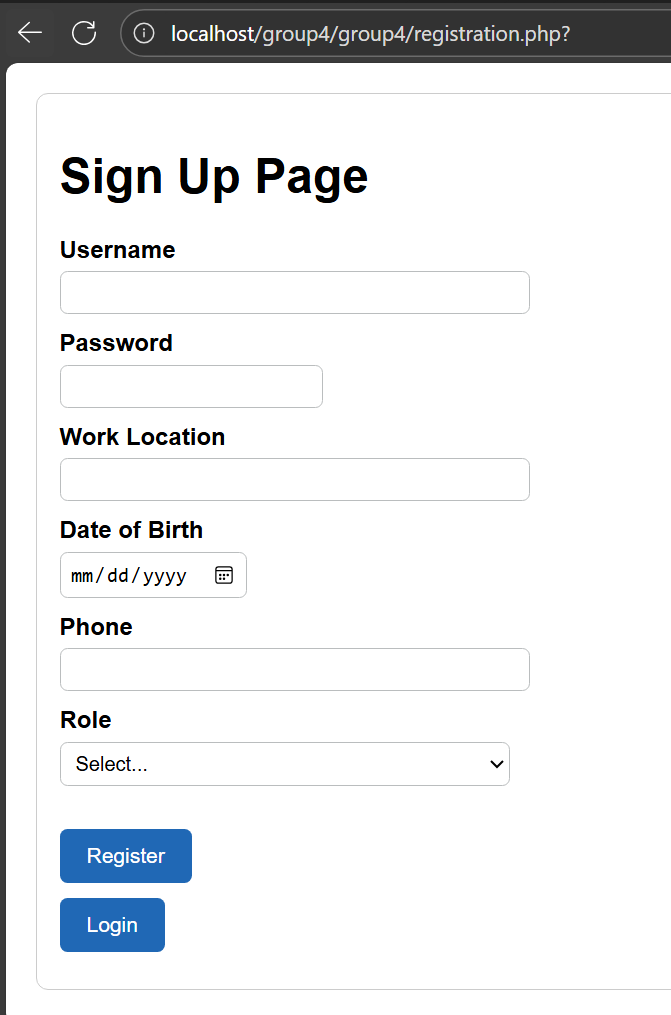 localhost/group4/group4/registration.php?
Sign Up Page
Username
Password
Work Location
Date of Birth
mm/dd/yyyy
Phone
Role
Select...
Register
Login